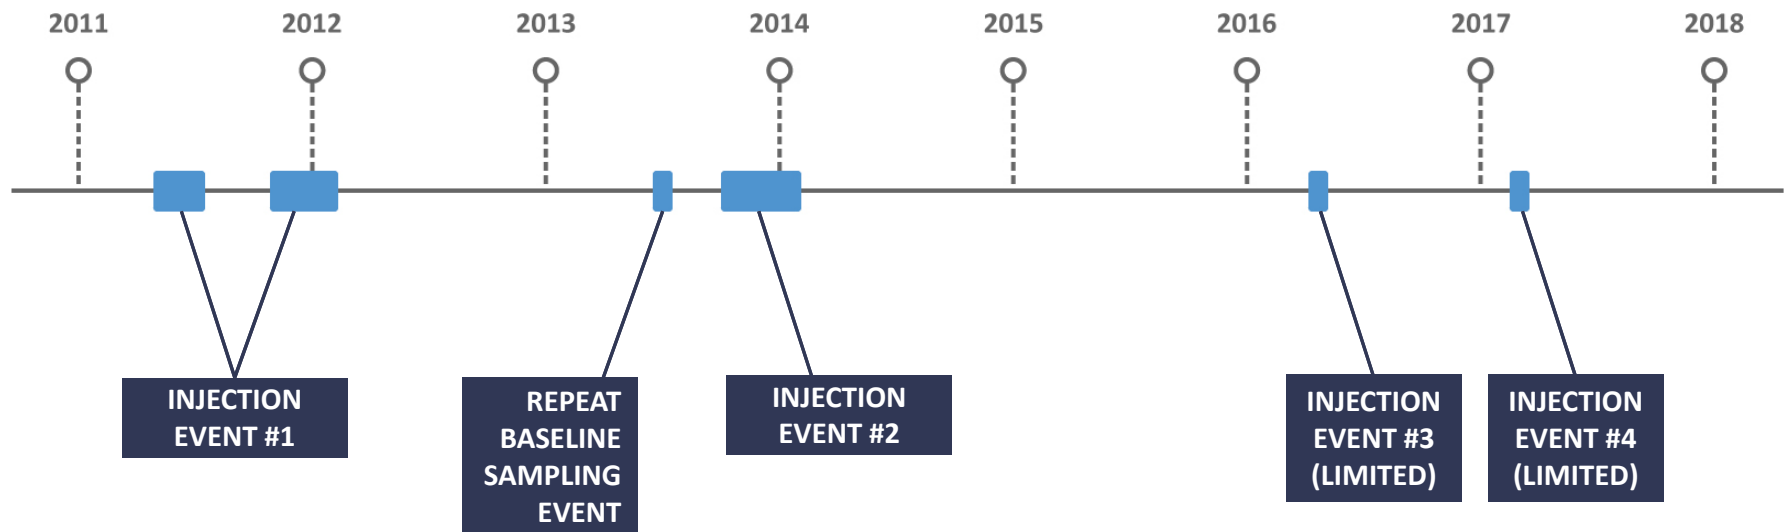 2011
2012
2013
2014
2015
2016
2017
2018
INJECTION
EVENT #1
REPEAT
BASELINE
SAMPLING
EVENT
INJECTION
EVENT #2
INJECTION
EVENT #3
(LIMITED)
INJECTION
EVENT #4
(LIMITED)